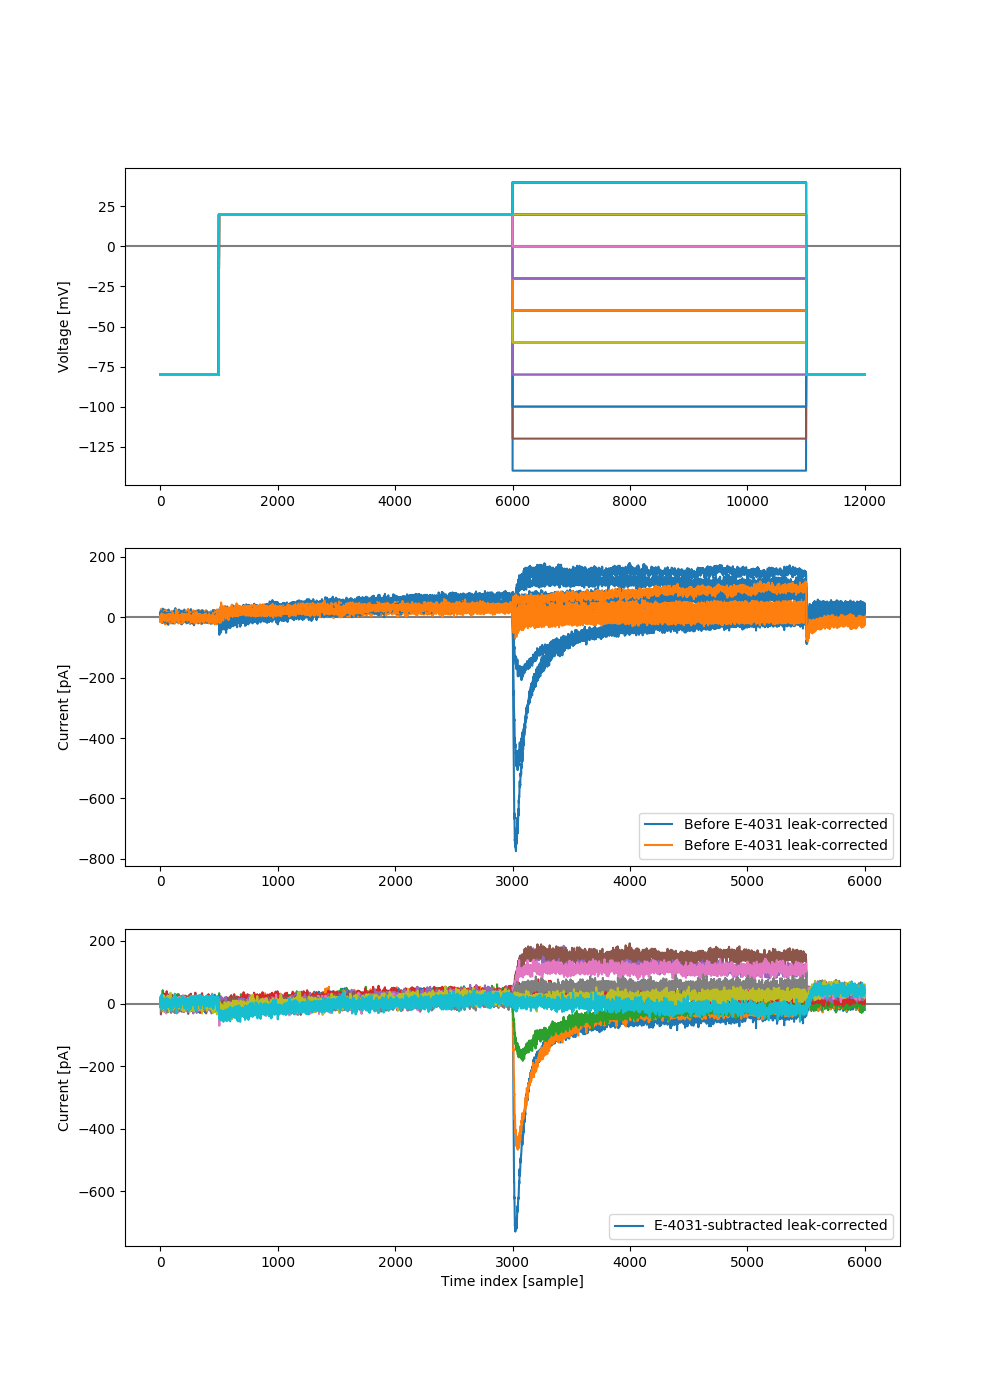 25
0
−25
−50
−75
−100
−125
Voltage [mV]
0 2000 4000 6000 8000 10000 12000
200
0
−200
−400
−600
−800
Current [pA]
Before E-4031 leak-corrected
Before E-4031 leak-corrected
0 1000 2000 3000 4000 5000 6000
200
0
−200
−400
−600
Current [pA]
E-4031-subtracted leak-corrected
0 1000 2000 3000 4000 5000 6000
Time index [sample]